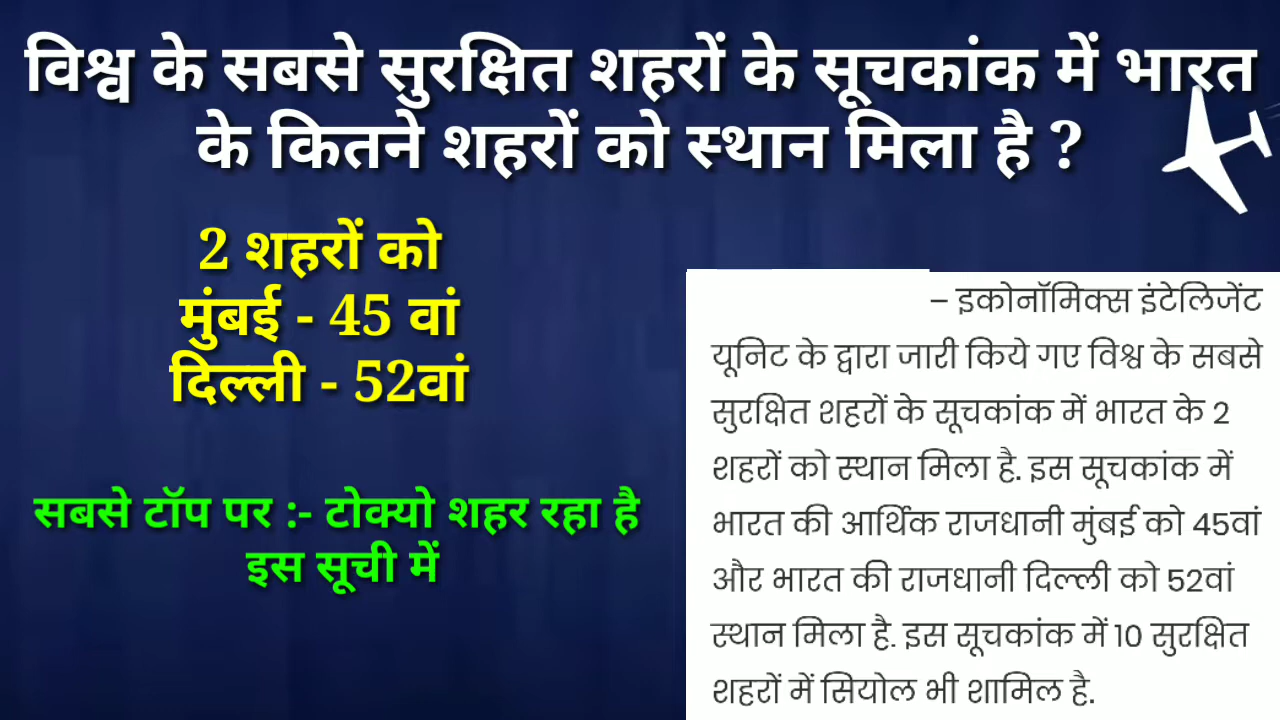 विश्व के सबसे सुरक्षित शहरों के सूचकांक में भारत
के कितने शहरों को स्थान मिला है ?
2 शहरों को
मुंबई - 45 वां
दिल्ली - 52वां
सबसे टॉप पर :- टोक्यो शहर रहा है
इस सूची में
– इकोनॉमिक्स इंटेलिजेंट
यूनिट के द्वारा जारी किये गए विश्व के सबसे
सुरक्षित शहरों के सूचकांक में भारत के 2
शहरों को स्थान मिला है. इस सूचकांक में
भारत की आर्थिक राजधानी मुंबई को 45वां
और भारत की राजधानी दिल्ली को 52वां
स्थान मिला है. इस सूचकांक में 10 सुरक्षित
शहरों में सियोल भी शामिल है.